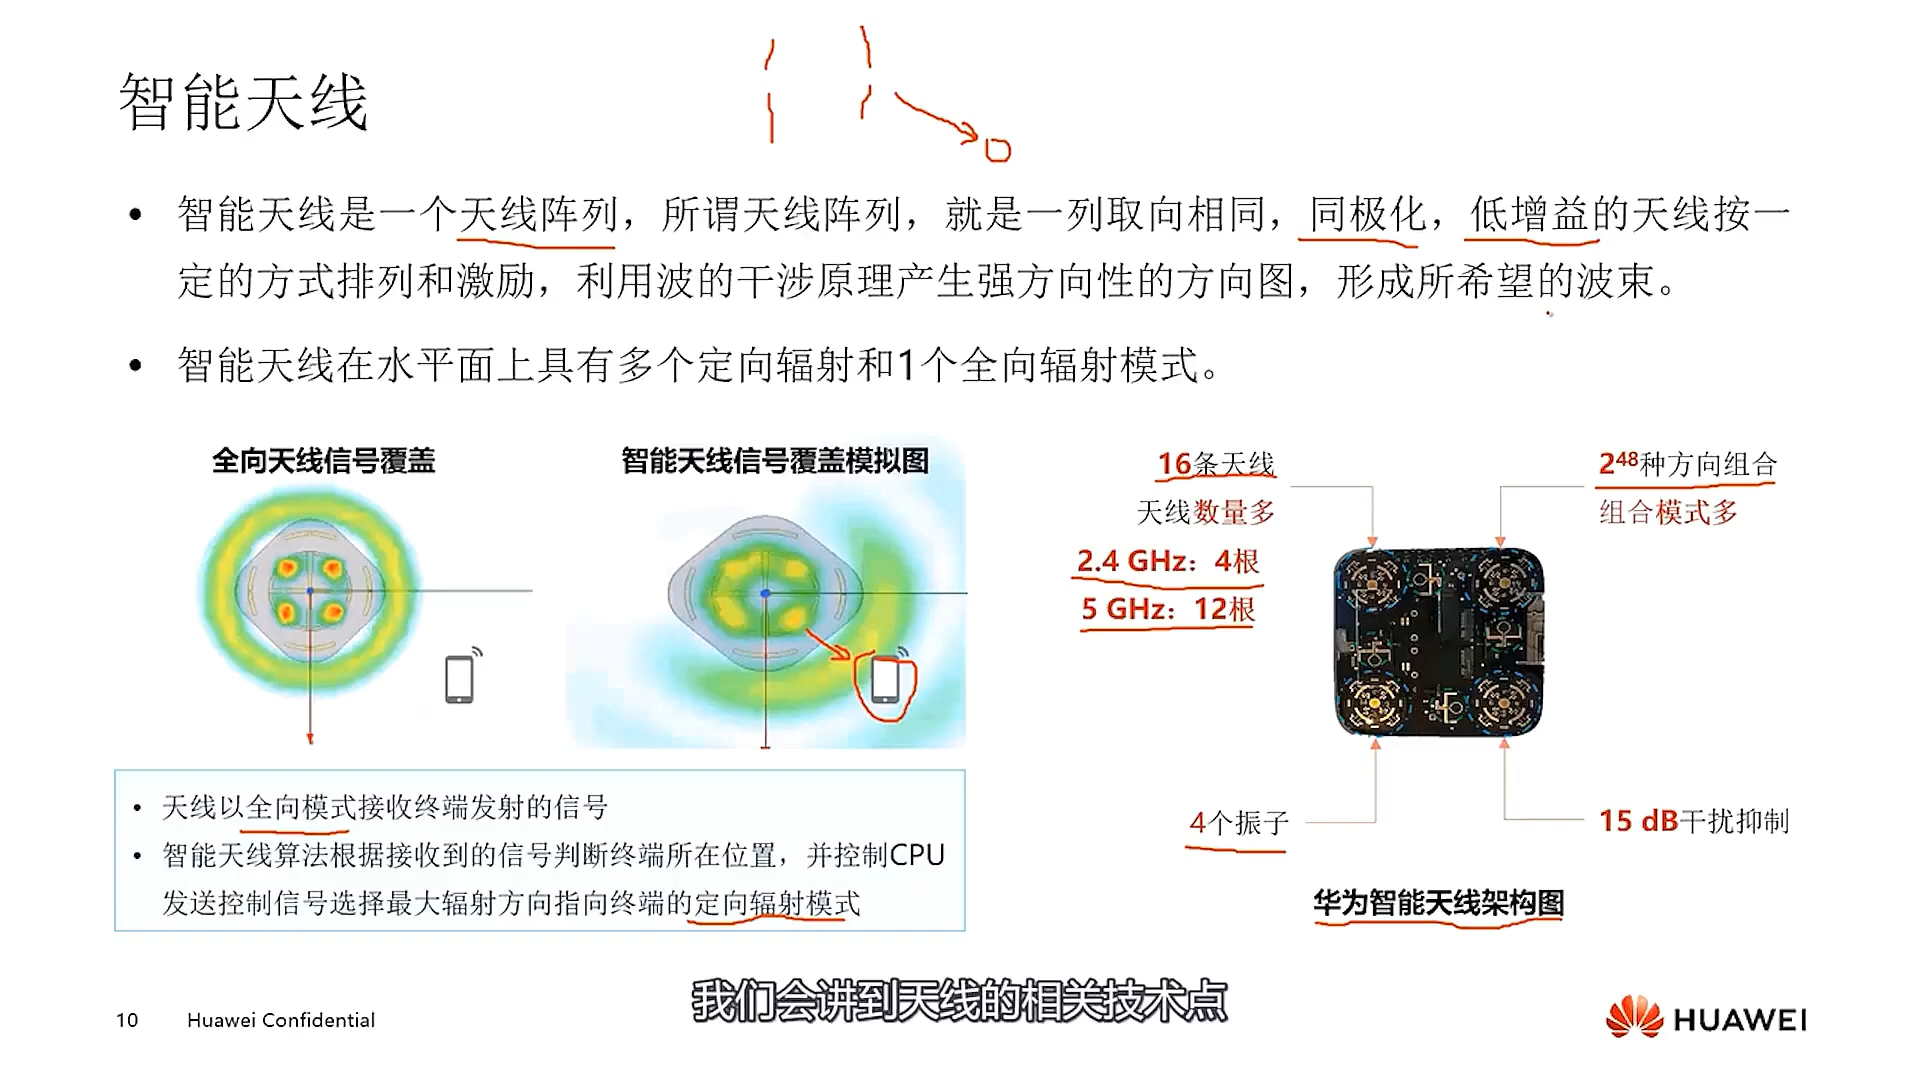 智能天线
• 智能天线是一个天线阵列，所谓天线阵列，就是一列取向相同，同极化，低增益的天线按一
定的方式排列和激励，利用波的干涉原理产生强方向性的方向图，形成所希望的波束。
• 智能天线在水平面上具有多个定向辐射和1个全向辐射模式。
全向天线信号覆盖
智能天线信号覆盖模拟图
• 天线以全向模式接收终端发射的信号
• 智能天线算法根据接收到的信号判断终端所在位置，并控制CPU
发送控制信号选择最大辐射方向指向终端的定向辐射模式
16条天线
天线数量多
2.4 GHz：4根
5 GHz：12根
2⁴⁸种方向组合
组合模式多
4个振子
15 dB干扰抑制
华为智能天线架构图
我们会讲到天线的相关技术点
10 Huawei Confidential
HUAWEI